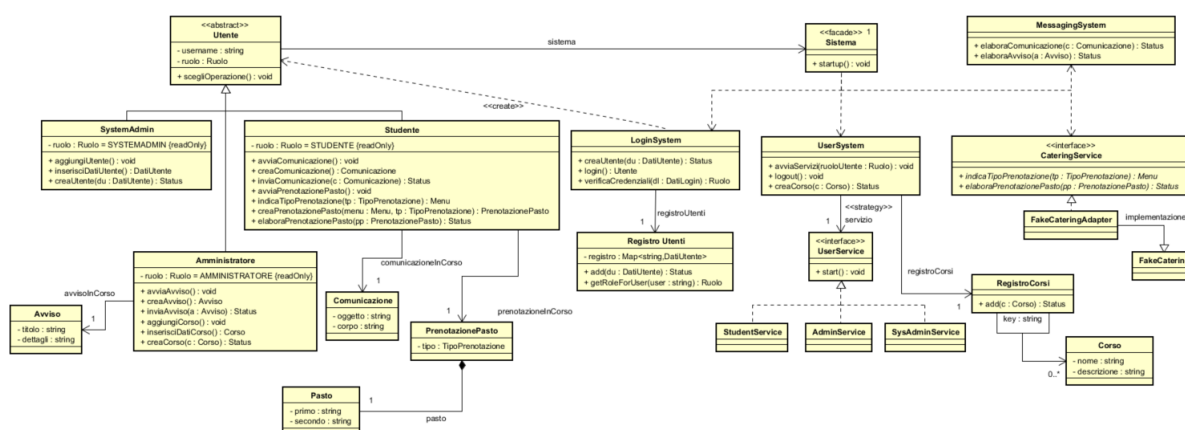 <<abstract>>
Utente
- username : string
- ruolo : Ruolo
+ scegliOperazione() : void
sistema
<<facade>> 1
Sistema
+ startup() : void
MessagingSystem
+ elaboraComunicazione(c : Comunicazione) : Status
+ elaboraAvviso(a : Avviso) : Status
<<create>>
SystemAdmin
- ruolo : Ruolo = SYSTEMADMIN {readOnly}
+ aggiungiUtente() : void
+ inserisciDatiUtente() : DatiUtente
+ creaUtente(du : DatiUtente) : Status
Studente
- ruolo : Ruolo = STUDENTE {readOnly}
+ avviaComunicazione() : void
+ creaComunicazione() : Comunicazione
+ inviaComunicazione(c : Comunicazione) : Status
+ avviaPrenotazionePasto() : void
+ indicaTipoPrenotazione(tp : TipoPrenotazione) : Menu
+ creaPrenotazionePasto(menu : Menu, tp : TipoPrenotazione) : PrenotazionePasto
+ elaboraPrenotazionePasto(pp : PrenotazionePasto) : Status
LoginSystem
+ creaUtente(du : DatiUtente) : Status
+ login() : Utente
+ verificaCredenziali(dl : DatiLogin) : Ruolo
UserSystem
+ avviaServizi(ruoloUtente : Ruolo) : void
+ logout() : void
+ creaCorso(c : Corso) : Status
<<interface>>
CateringService
+ indicaTipoPrenotazione(tp : TipoPrenotazione) : Menu
+ elaboraPrenotazionePasto(pp : PrenotazionePasto) : Status
registroUtenti
1
<<strategy>>
1 servizio
FakeCateringAdapter
implementazione
FakeCatering
Registro Utenti
- registro : Map<string,DatiUtente>
+ add(du : DatiUtente) : Status
+ getRoleForUser(user : string) : Ruolo
<<interface>>
UserService
+ start() : void
registroCorsi
1
RegistroCorsi
+ add(c : Corso) : Status
key : string
Amministratore
- ruolo : Ruolo = AMMINISTRATORE {readOnly}
+ avviaAvviso() : void
+ creaAvviso() : Avviso
+ inviaAvviso(a : Avviso) : Status
+ aggiungiCorso() : void
+ inserisciDatiCorso() : Corso
+ creaCorso(c : Corso) : Status
comunicazioneInCorso
1
Comunicazione
- oggetto : string
- corpo : string
avvisoInCorso
1
Avviso
- titolo : string
- dettagli : string
1
prenotazioneInCorso
PrenotazionePasto
- tipo : TipoPrenotazione
StudentService
AdminService
SysAdminService
Corso
- nome : string
- descrizione : string
0..*
Pasto
- primo : string
- secondo : string
1
pasto